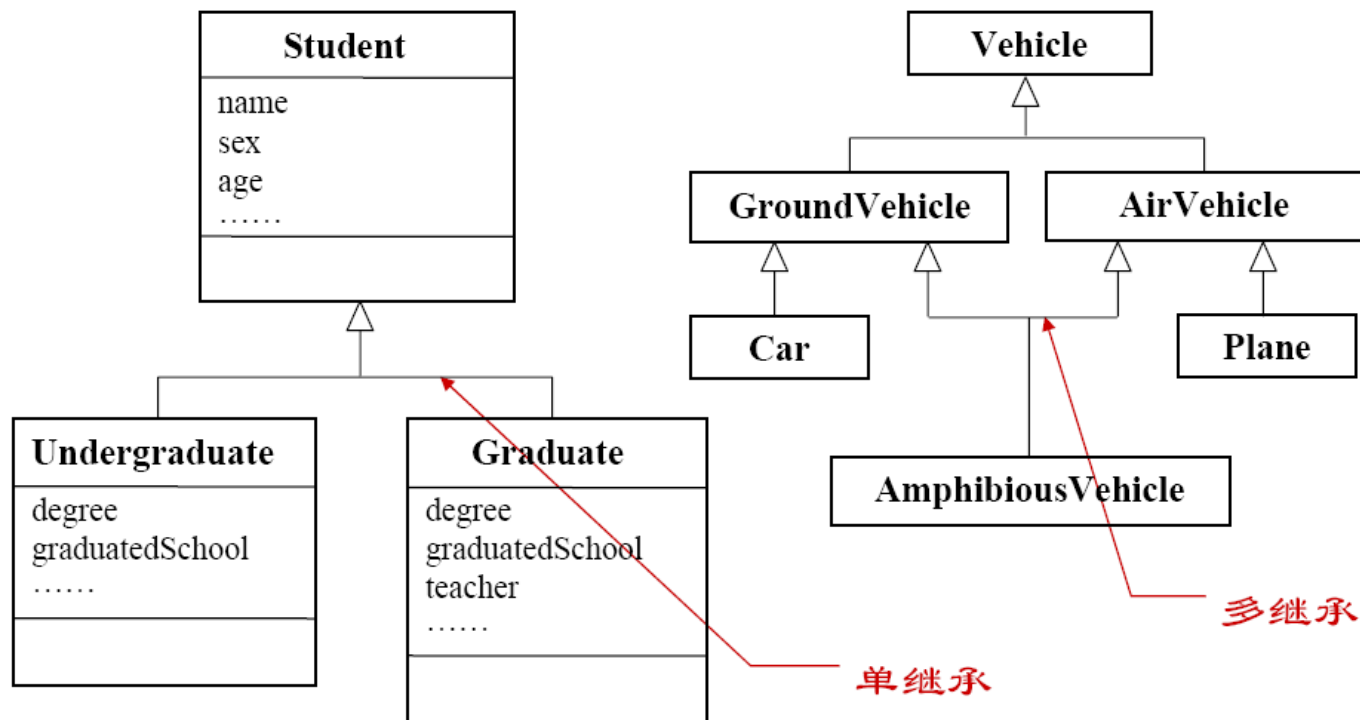 Student
name
sex
age
……
Undergraduate
degree
graduatedSchool
……
Graduate
degree
graduatedSchool
teacher
……
单继承
Vehicle
GroundVehicle
AirVehicle
Car
Plane
AmphibiousVehicle
多继承